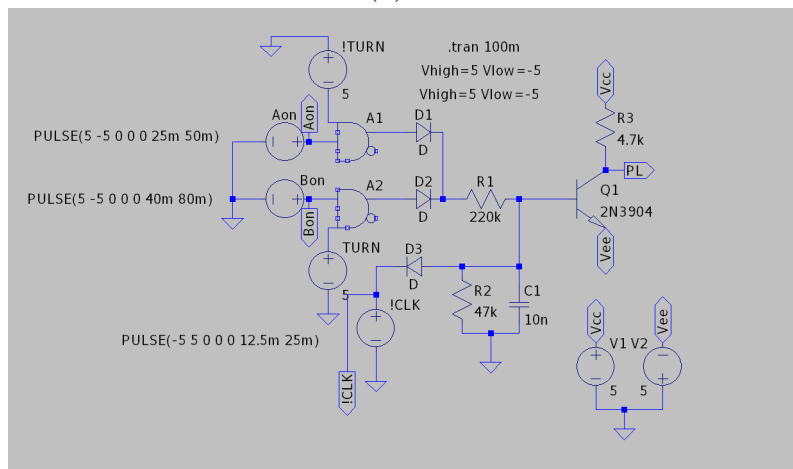 !TURN
.tran 100m
Vhigh=5 Vlow=-5
Vhigh=5 Vlow=-5
5
Vcc
R3
4.7k
PL
Q1
2N3904
Vee
Aon
Aon
A1
D1
D
PULSE(5 -5 0 0 0 25m 50m)
Bon
Bon
A2
D2
D
R1
220k
PULSE(5 -5 0 0 0 40m 80m)
TURN
5
D3
D
R2
47k
C1
10n
!CLK
PULSE(-5 5 0 0 0 12.5m 25m)
!CLK
Vcc
Vee
V1 V2
5
5